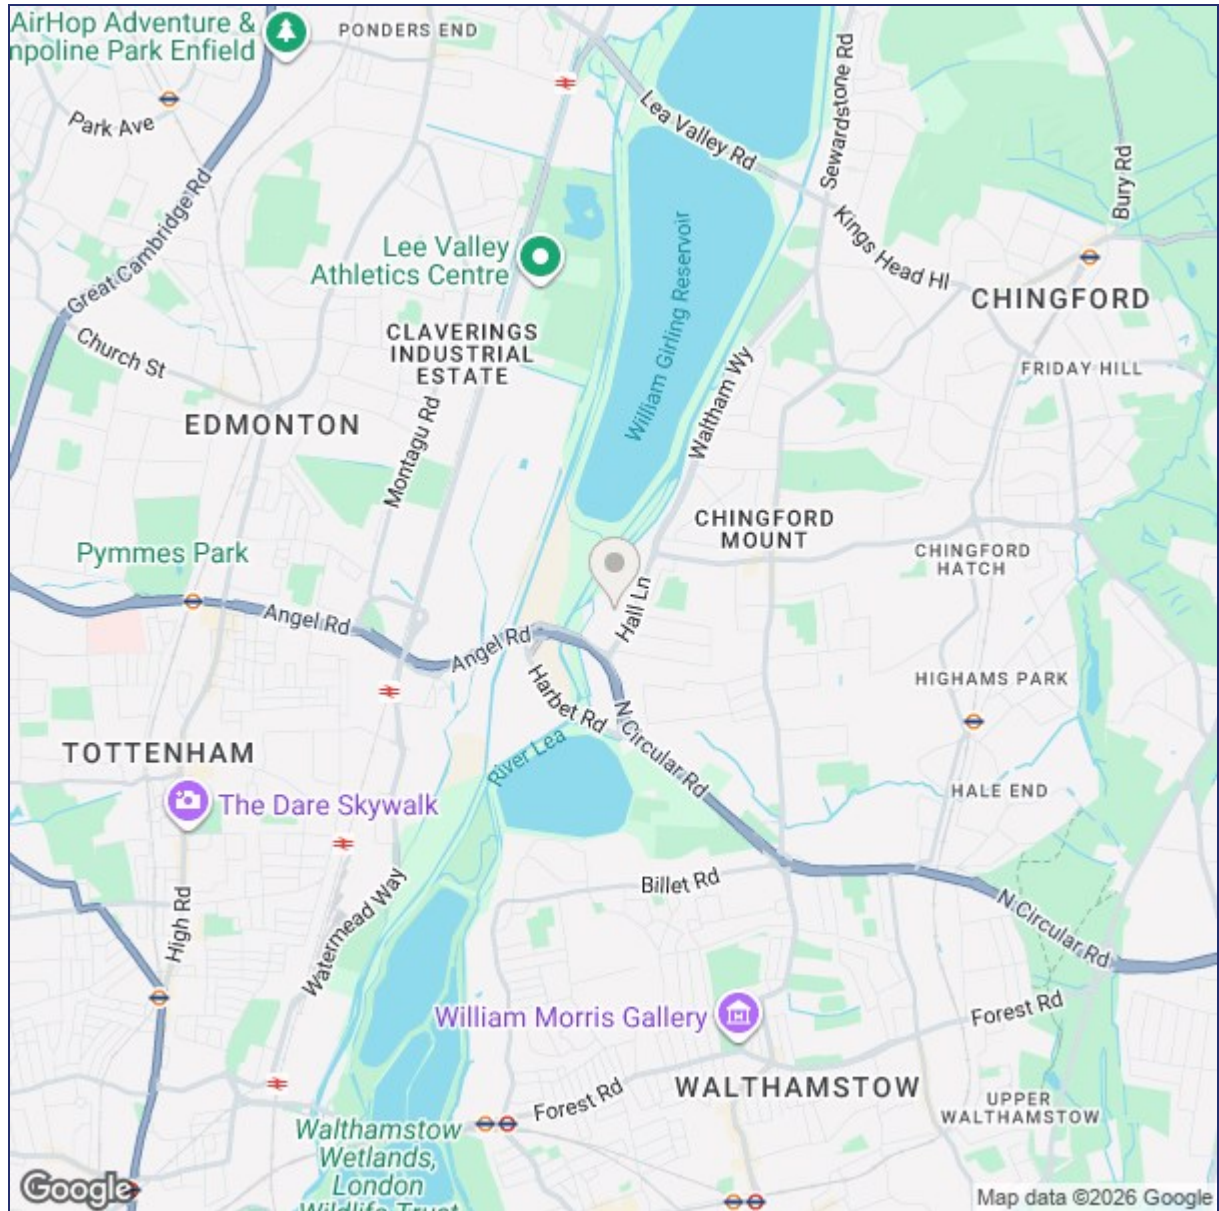 AirHop Adventure &
mpoline Park Enfield
PONDERS END
Park Ave
Lea Valley Rd
Sewardstone Rd
Bury Rd
Great Cambridge Rd
Lee Valley
Athletics Centre
William Girling Reservoir
Kings Head Hl
CHINGFORD
Church St
CLAVERINGS
INDUSTRIAL
ESTATE
FRIDAY HILL
Waltham Wy
EDMONTON
Montagu Rd
CHINGFORD
MOUNT
Pymmes Park
CHINGFORD
HATCH
Angel Rd
Angel Rd
Hall Ln
Harbet Rd
HIGHAMS PARK
N Circular Rd
River Lea
TOTTENHAM
The Dare Skywalk
HALE END
Billet Rd
High Rd
Watermead Way
N Circular Rd
William Morris Gallery
Forest Rd
WALTHAMSTOW
Forest Rd
UPPER
WALTHAMSTOW
Walthamstow
Wetlands,
London
Wildlife Trust
Google
Map data ©2026 Google